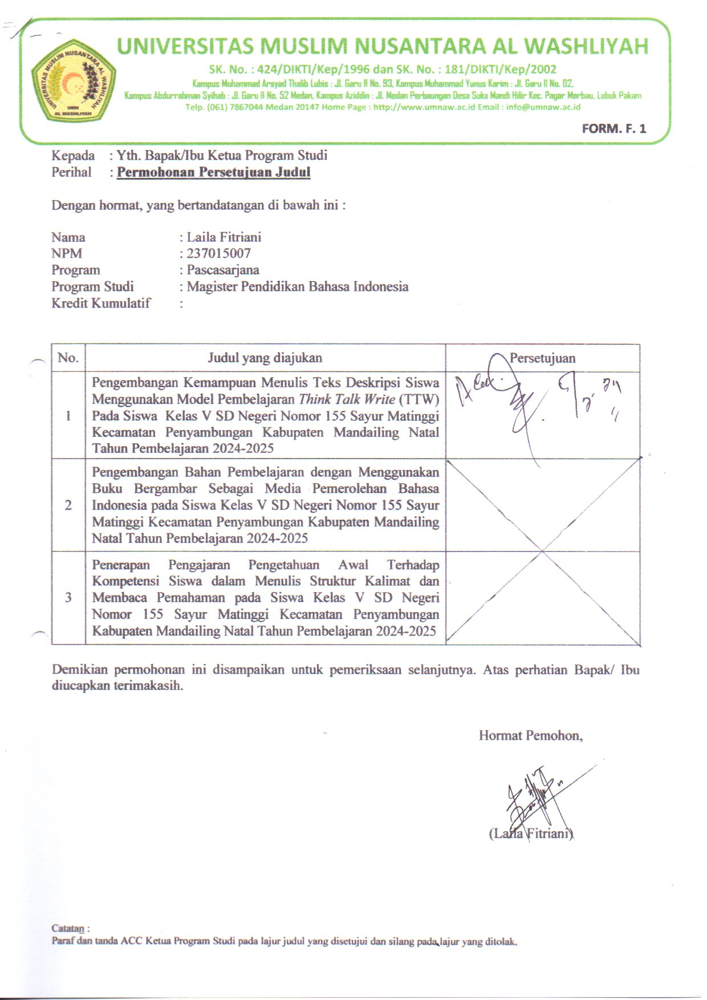 UNIVERSITAS MUSLIM NUSANTARA AL WASHLIYAH
UNIVERSITAS MUSLIM NUSANTARA AL WASHLIYAH
UMN
AL WASHLIYAH
SK. No. : 424/DIKTI/Kep/1996 dan SK. No. : 181/DIKTI/Kep/2002
Kampus Muhammad Arsyad Thalib Lubis : Jl. Garu II No. 93, Kampus Muhammad Yunus Karim : Jl. Garu II No. 02,
Kampus Abdurrahman Syihab : Jl. Garu II No. 52 Medan, Kampus Aziddin : Jl. Medan Perbaungan Desa Suka Mandi Hilir Kec. Pagar Merbau, Lubuk Pakam
Telp. (061) 7867044 Medan 20147 Home Page : http://www.umnaw.ac.id Email : info@umnaw.ac.id
FORM. F. 1
Kepada : Yth. Bapak/Ibu Ketua Program Studi
Perihal : Permohonan Persetujuan Judul
Dengan hormat, yang bertandatangan di bawah ini :
Nama : Laila Fitriani
NPM : 237015007
Program : Pascasarjana
Program Studi : Magister Pendidikan Bahasa Indonesia
Kredit Kumulatif :
No. Judul yang diajukan Persetujuan
1
Pengembangan Kemampuan Menulis Teks Deskripsi Siswa
Menggunakan Model Pembelajaran Think Talk Write (TTW)
Pada Siswa Kelas V SD Negeri Nomor 155 Sayur Matinggi
Kecamatan Penyambungan Kabupaten Mandailing Natal
Tahun Pembelajaran 2024-2025
Acc.
2
Pengembangan Bahan Pembelajaran dengan Menggunakan
Buku Bergambar Sebagai Media Pemerolehan Bahasa
Indonesia pada Siswa Kelas V SD Negeri Nomor 155 Sayur
Matinggi Kecamatan Penyambungan Kabupaten Mandailing
Natal Tahun Pembelajaran 2024-2025
3
Penerapan Pengajaran Pengetahuan Awal Terhadap
Kompetensi Siswa dalam Menulis Struktur Kalimat dan
Membaca Pemahaman pada Siswa Kelas V SD Negeri
Nomor 155 Sayur Matinggi Kecamatan Penyambungan
Kabupaten Mandailing Natal Tahun Pembelajaran 2024-2025
Demikian permohonan ini disampaikan untuk pemeriksaan selanjutnya. Atas perhatian Bapak/ Ibu
diucapkan terimakasih.
Hormat Pemohon,
(Laila Fitriani)
Catatan :
Paraf dan tanda ACC Ketua Program Studi pada lajur judul yang disetujui dan silang pada lajur yang ditolak.